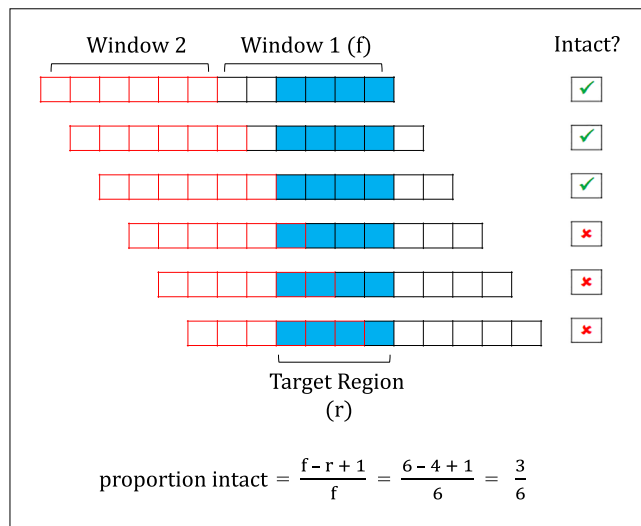 Window 2 Window 1 (f) Intact?
Target Region
(r)
proportion intact = f – r + 1 / f = 6 – 4 + 1 / 6 = 3 / 6